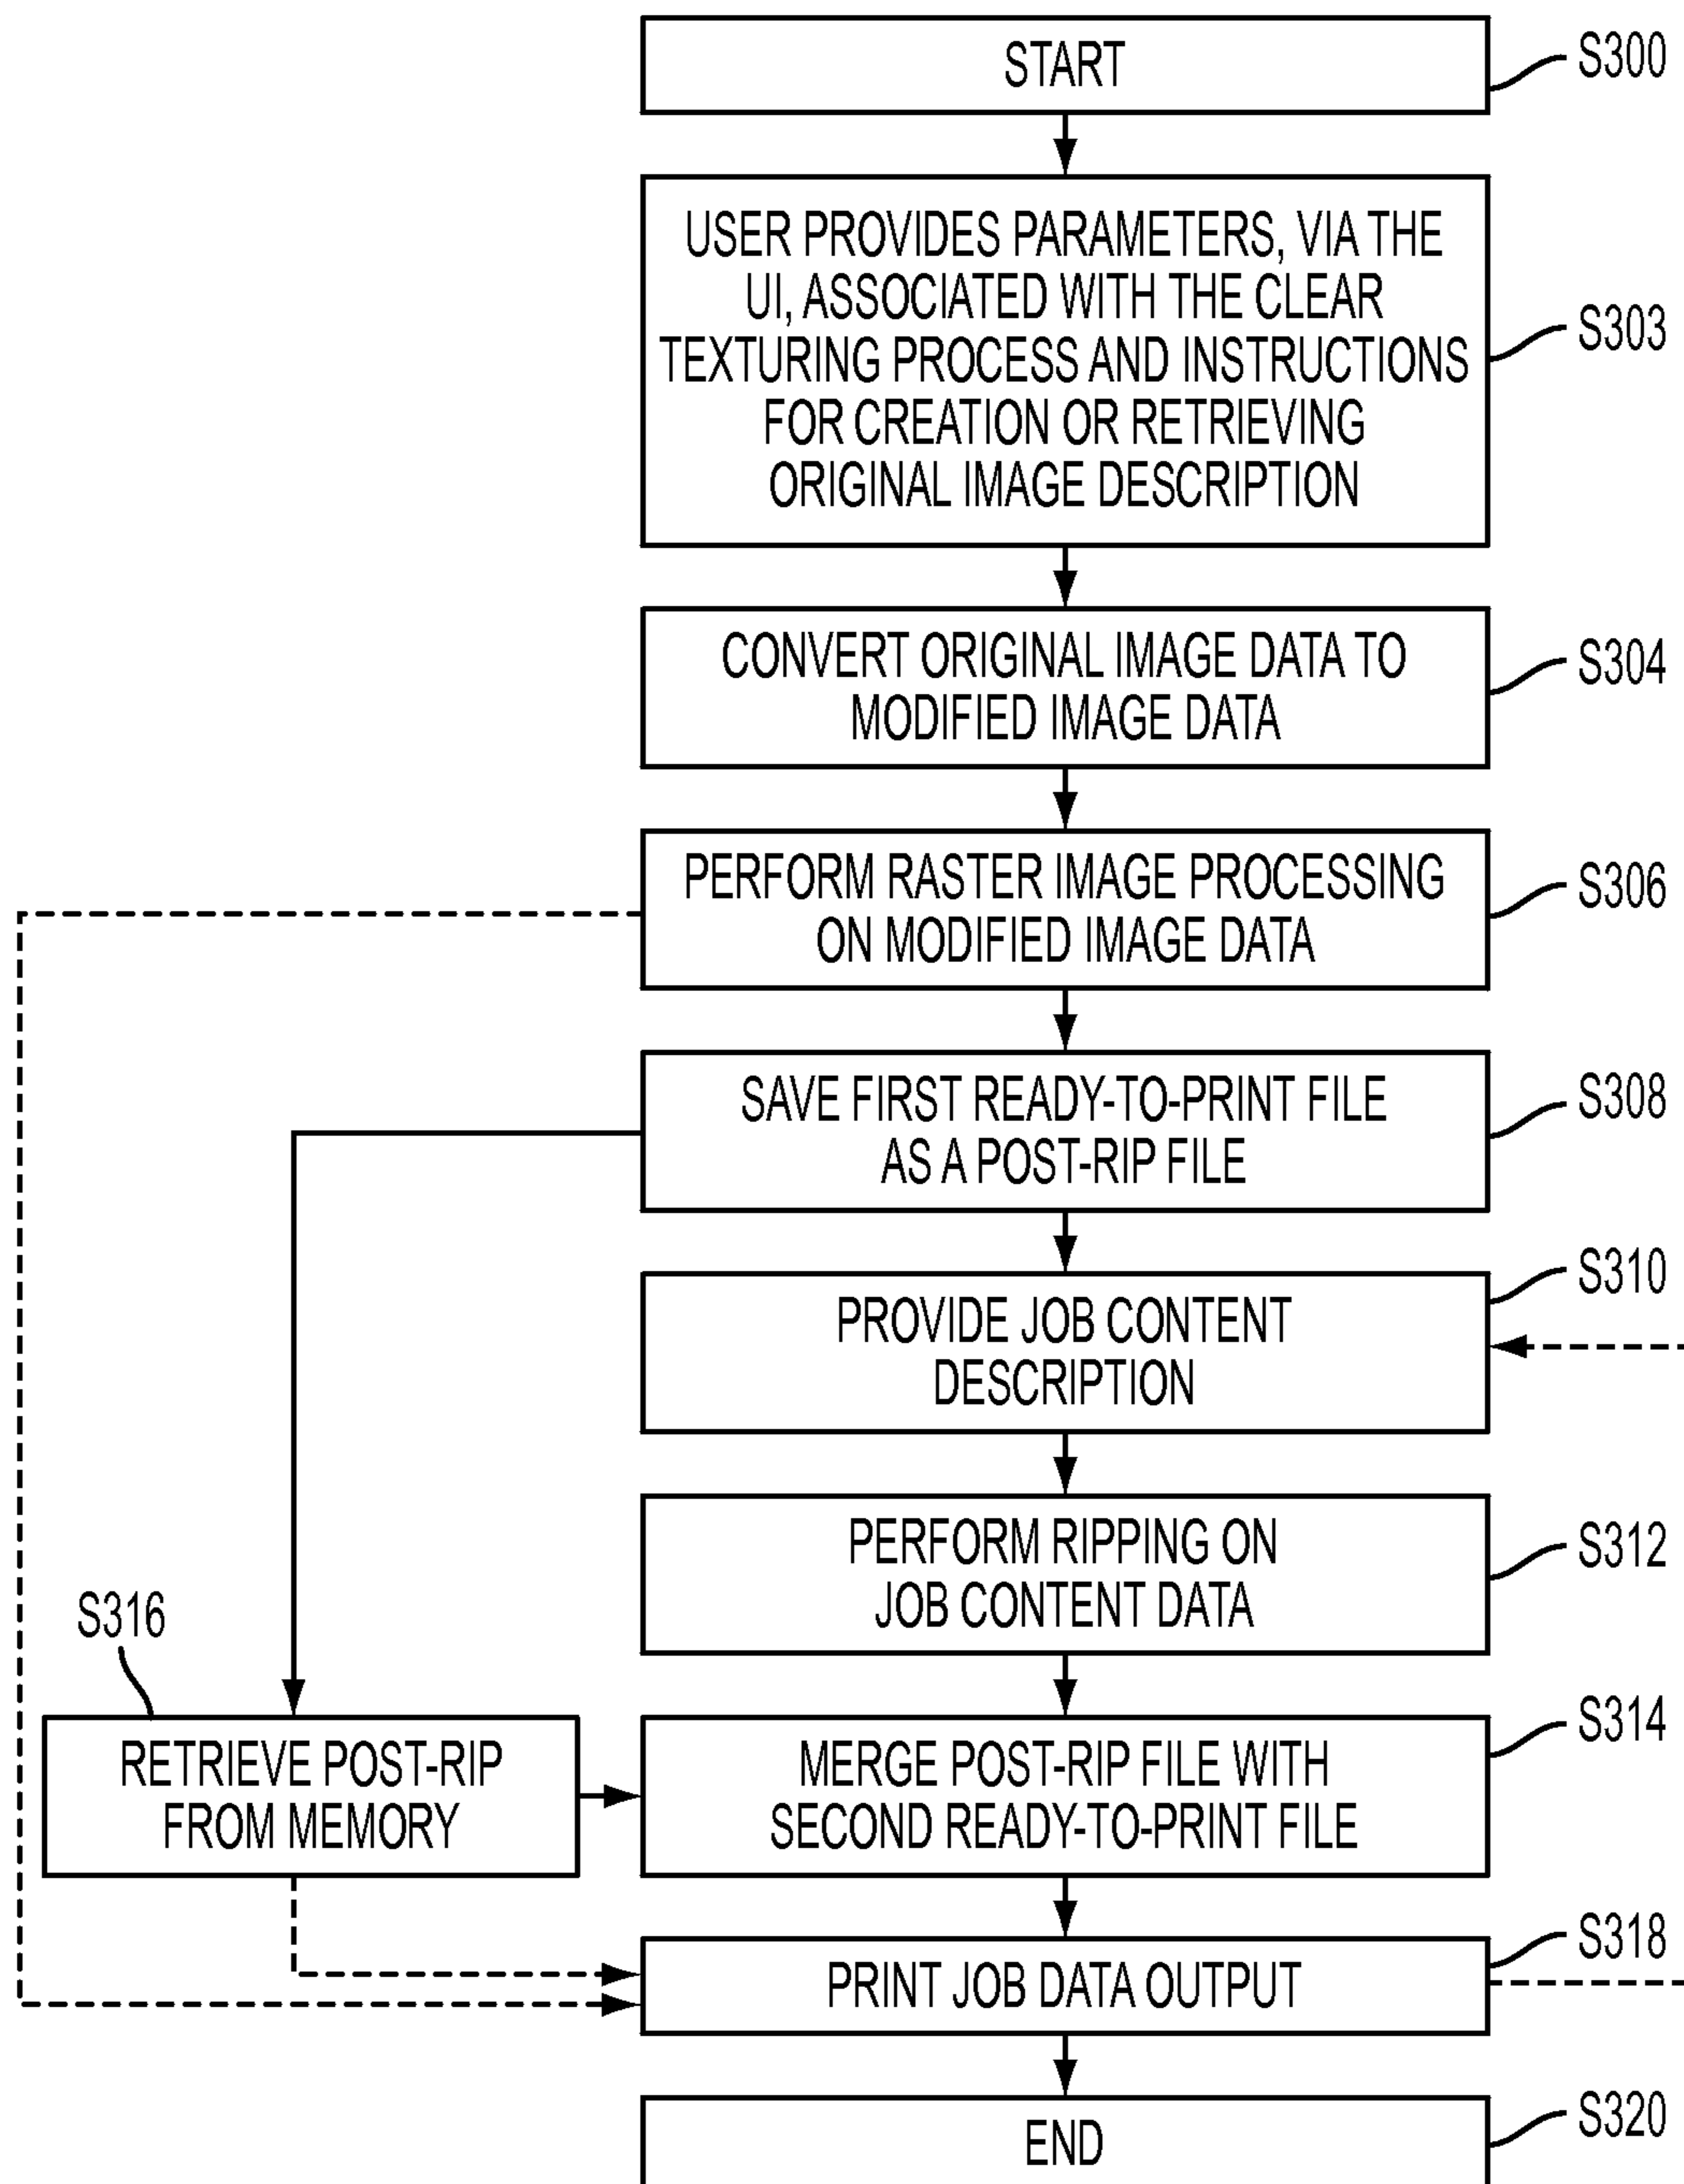 START
S300
USER PROVIDES PARAMETERS, VIA THE
UI, ASSOCIATED WITH THE CLEAR
TEXTURING PROCESS AND INSTRUCTIONS
FOR CREATION OR RETRIEVING
ORIGINAL IMAGE DESCRIPTION
S303
CONVERT ORIGINAL IMAGE DATA TO
MODIFIED IMAGE DATA
S304
PERFORM RASTER IMAGE PROCESSING
ON MODIFIED IMAGE DATA
S306
SAVE FIRST READY-TO-PRINT FILE
AS A POST-RIP FILE
S308
PROVIDE JOB CONTENT
DESCRIPTION
S310
PERFORM RIPPING ON
JOB CONTENT DATA
S312
S316
RETRIEVE POST-RIP
FROM MEMORY
MERGE POST-RIP FILE WITH
SECOND READY-TO-PRINT FILE
S314
PRINT JOB DATA OUTPUT
S318
END
S320